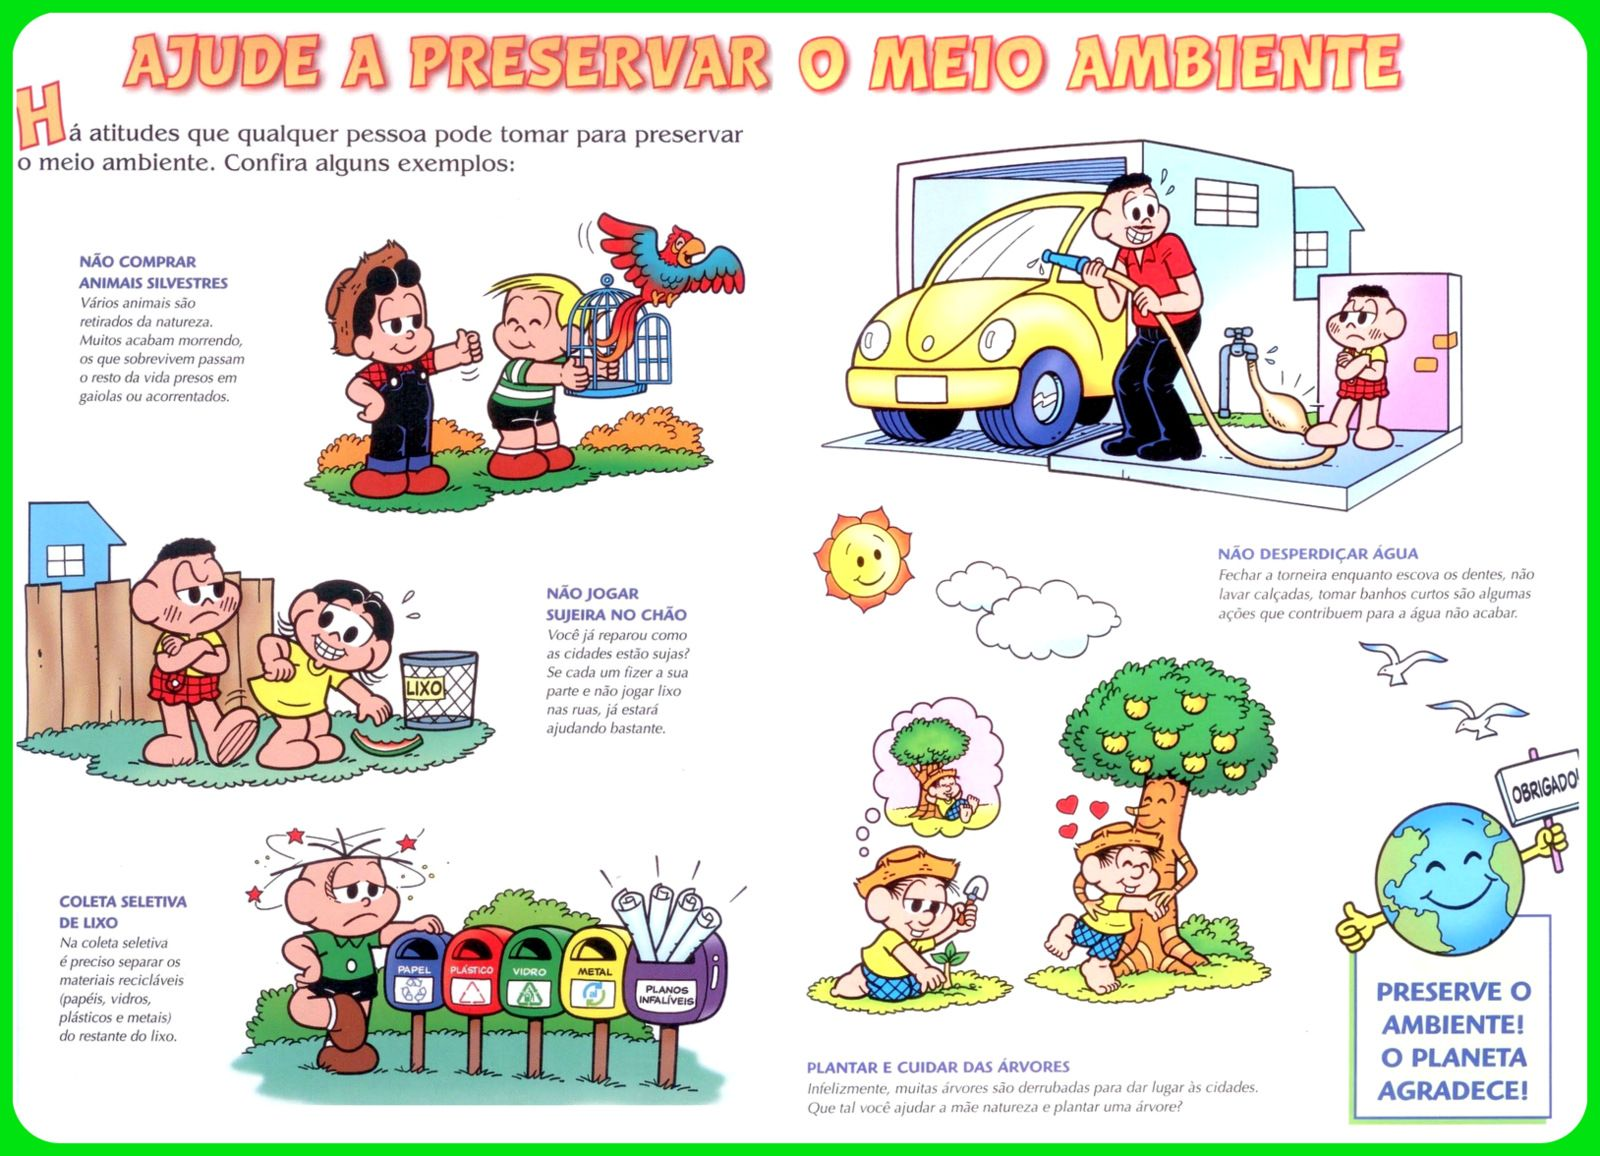 AJUDE A PRESERVAR O MEIO AMBIENTE
Há atitudes que qualquer pessoa pode tomar para preservar
o meio ambiente. Confira alguns exemplos:
NÃO COMPRAR
ANIMAIS SILVESTRES
Vários animais são
retirados da natureza.
Muitos acabam morrendo,
os que sobrevivem passam
o resto da vida presos em
gaiolas ou acorrentados.
NÃO DESPERDIÇAR ÁGUA
Fechar a torneira enquanto escova os dentes, não
lavar calçadas, tomar banhos curtos são algumas
ações que contribuem para a água não acabar.
NÃO JOGAR
SUJEIRA NO CHÃO
Você já reparou como
as cidades estão sujas?
Se cada um fizer a sua
parte e não jogar lixo
nas ruas, já estará
ajudando bastante.
LIXO
COLETA SELETIVA
DE LIXO
Na coleta seletiva
é preciso separar os
materiais recicláveis
(papéis, vidros,
plásticos e metais)
do restante do lixo.
PAPEL
PLÁSTICO
VIDRO
METAL
PLANOS
INFALÍVEIS
PLANTAR E CUIDAR DAS ÁRVORES
Infelizmente, muitas árvores são derrubadas para dar lugar às cidades.
Que tal você ajudar a mãe natureza e plantar uma árvore?
OBRIGADO!
PRESERVE O
AMBIENTE!
O PLANETA
AGRADECE!